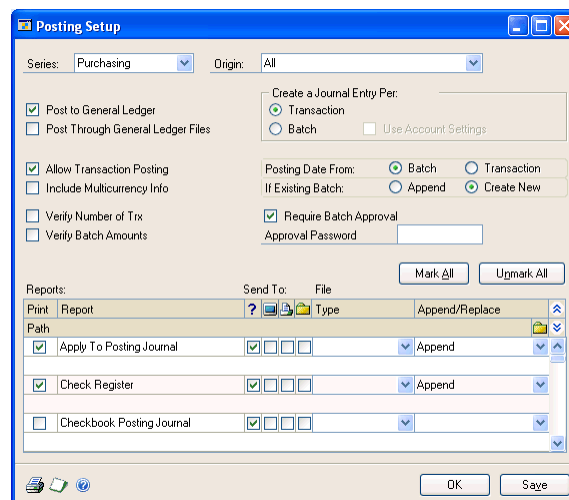 Posting Setup
Series: Purchasing Origin: All
Create a Journal Entry Per:
Post to General Ledger Transaction
Post Through General Ledger Files Batch Use Account Settings
Allow Transaction Posting Posting Date From: Batch Transaction
Include Multicurrency Info If Existing Batch: Append Create New
Verify Number of Trx Require Batch Approval
Verify Batch Amounts Approval Password
Mark All Unmark All
Reports: Send To: File
Print Report ? Type Append/Replace
Path
Apply To Posting Journal Append
Check Register Append
Checkbook Posting Journal
OK Save